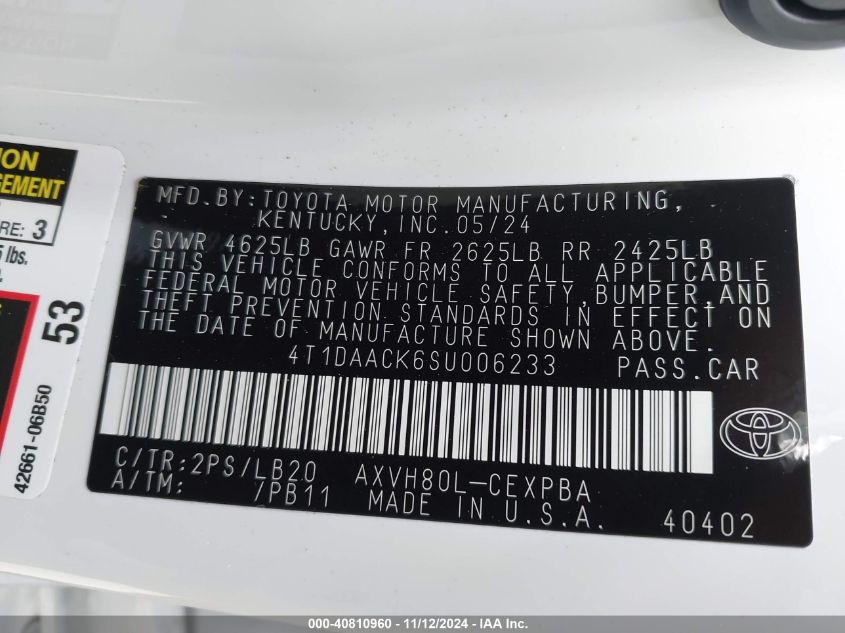 ION
GEMENT
RE: 3
5 lbs.
53
42661-06B50
MFD.BY:TOYOTA MOTOR MANUFACTURING,
KENTUCKY,INC.05/24
GVWR 4625LB GAWR FR 2625LB RR 2425LB
THIS VEHICLE CONFORMS TO ALL APPLICABLE
FEDERAL MOTOR VEHICLE SAFETY,BUMPER,AND
THEFT PREVENTION STANDARDS IN EFFECT ON
THE DATE OF MANUFACTURE SHOWN ABOVE.
4T1DAACK6SU006233 PASS.CAR
C/TR:2PS/LB20 AXVH80L-CEXPBA
A/TM: /PB11 MADE IN U.S.A. 40402
000-40810960 - 11/12/2024 - IAA Inc.